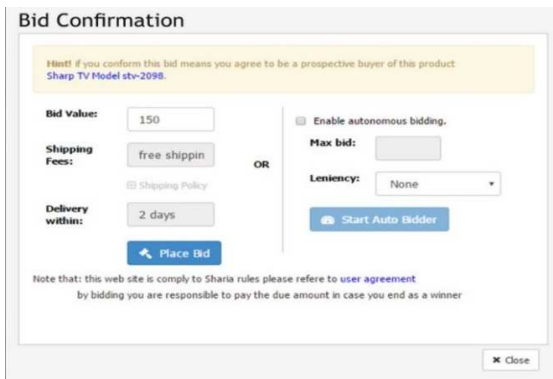 Bid Confirmation
Hint! if you conform this bid means you agree to be a prospective buyer of this product
Sharp TV Model stv-2098.
Bid Value:
150
Shipping Fees:
free shippin
Shipping Policy
Delivery within:
2 days
Place Bid
OR
Enable autonomous bidding.
Max bid:
Leniency:
None
Start Auto Bidder
Note that: this web site is comply to Sharia rules please refere to user agreement
by bidding you are responsible to pay the due amount in case you end as a winner
Close